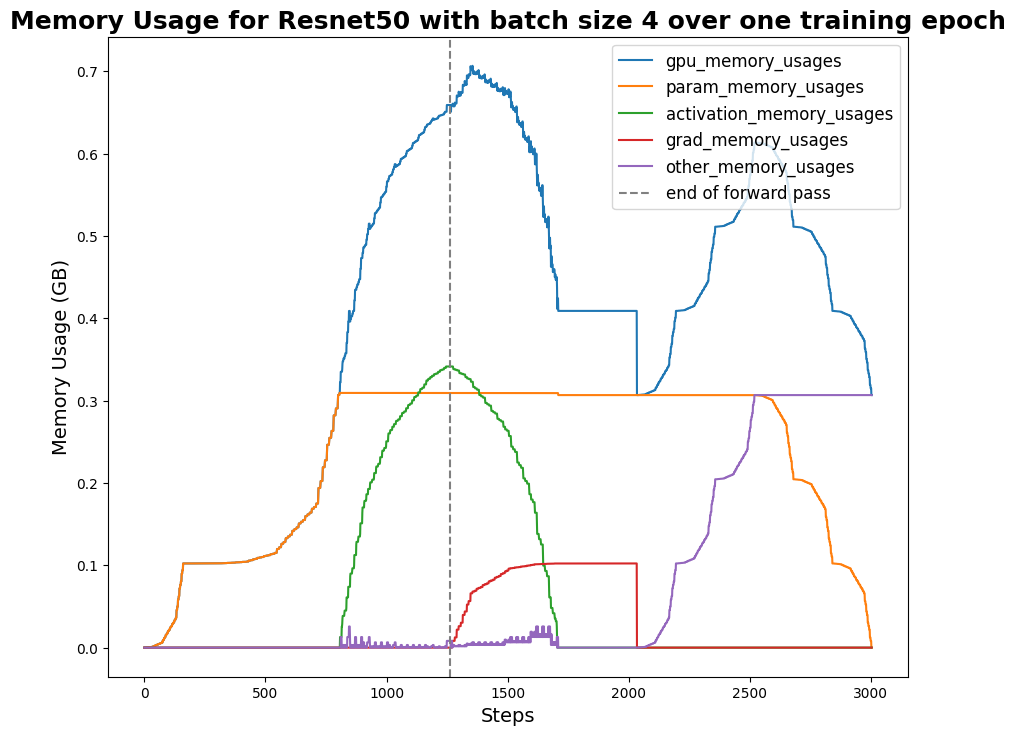 Memory Usage for Resnet50 with batch size 4 over one training epoch
gpu_memory_usages
param_memory_usages
activation_memory_usages
grad_memory_usages
other_memory_usages
end of forward pass
Memory Usage (GB)
0.7
0.6
0.5
0.4
0.3
0.2
0.1
0.0
0 500 1000 1500 2000 2500 3000
Steps